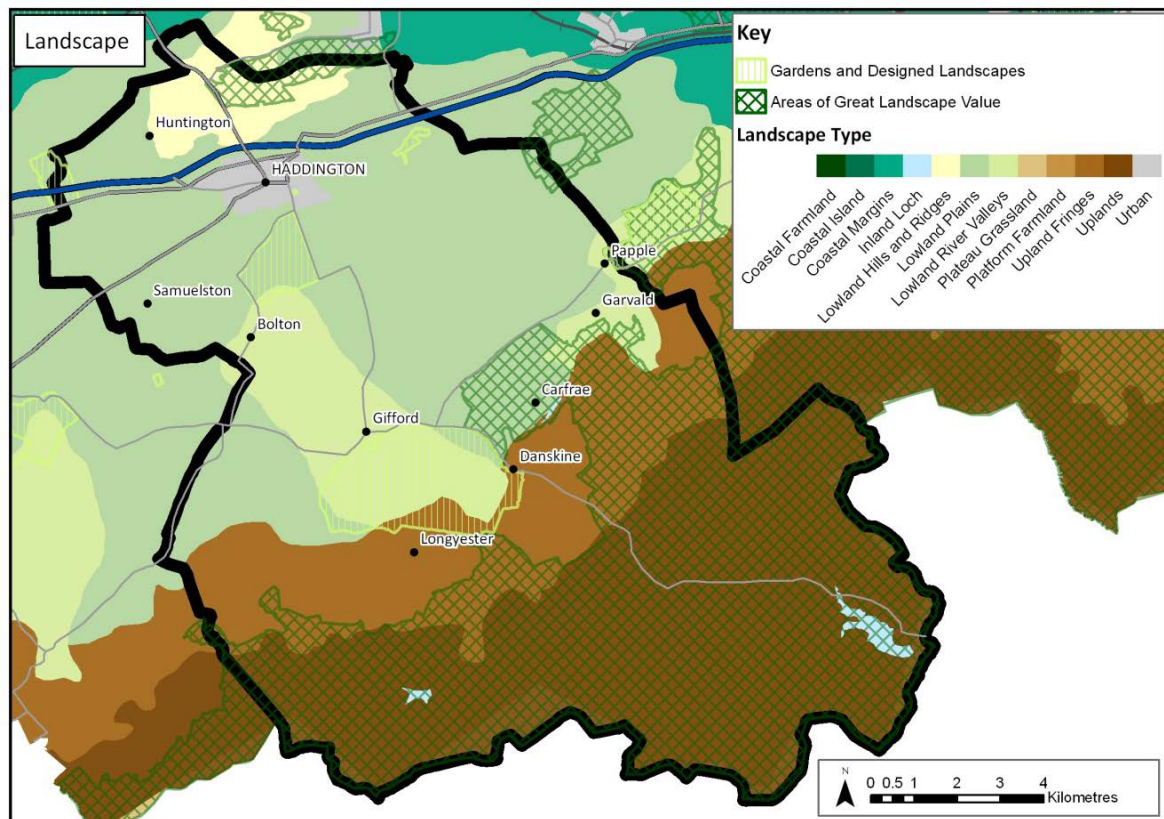 Landscape
Key
Gardens and Designed Landscapes
Areas of Great Landscape Value
Landscape Type
Coastal Farmland
Coastal Island
Coastal Margins
Inland Loch
Lowland Hills and Ridges
Lowland Plains
Lowland River Valleys
Plateau Grassland
Platform Farmland
Upland Fringes
Uplands
Urban
Huntington
HADDINGTON
Papple
Samuelston
Garvald
Bolton
Carfrae
Gifford
Danskine
Longyester
N
0 0.5 1 2 3 4
Kilometres